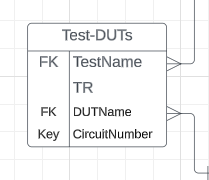 Test-DUTs
FK TestName
TR
FK DUTName
Key CircuitNumber